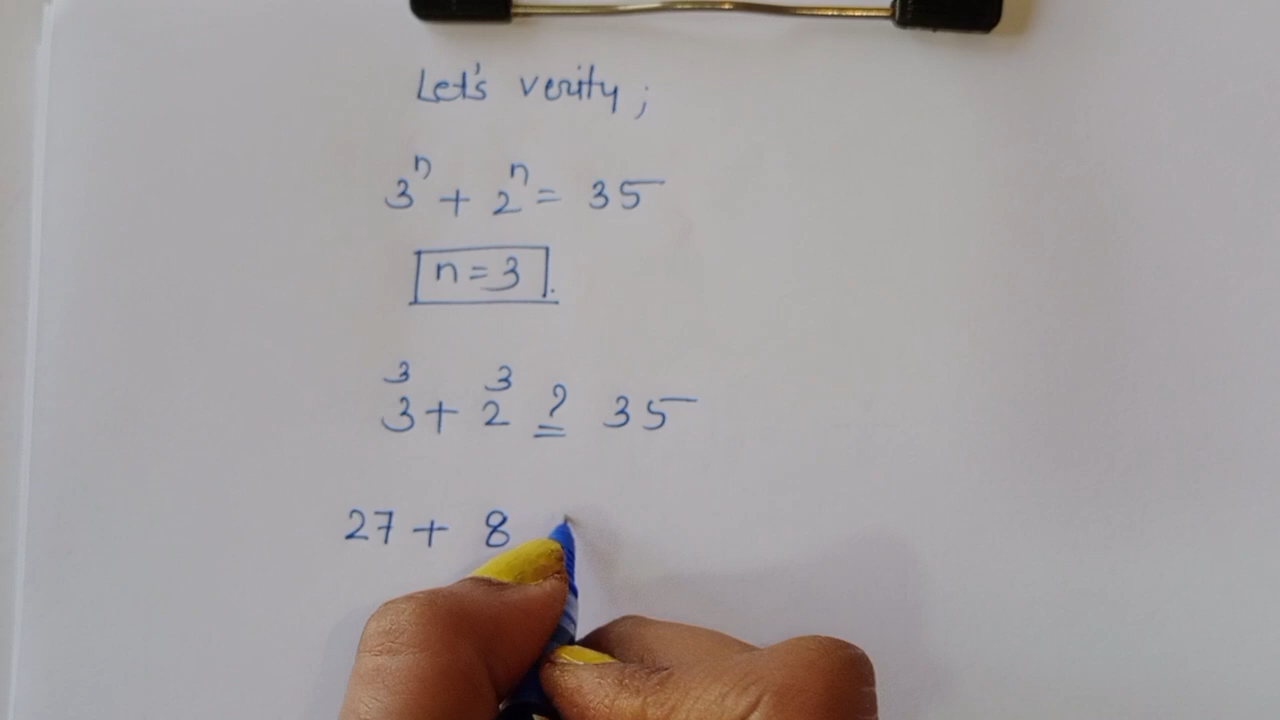 Let's verity;
3ⁿ + 2ⁿ = 35
n = 3.
3³ + 2³ ≟ 35
27 + 8